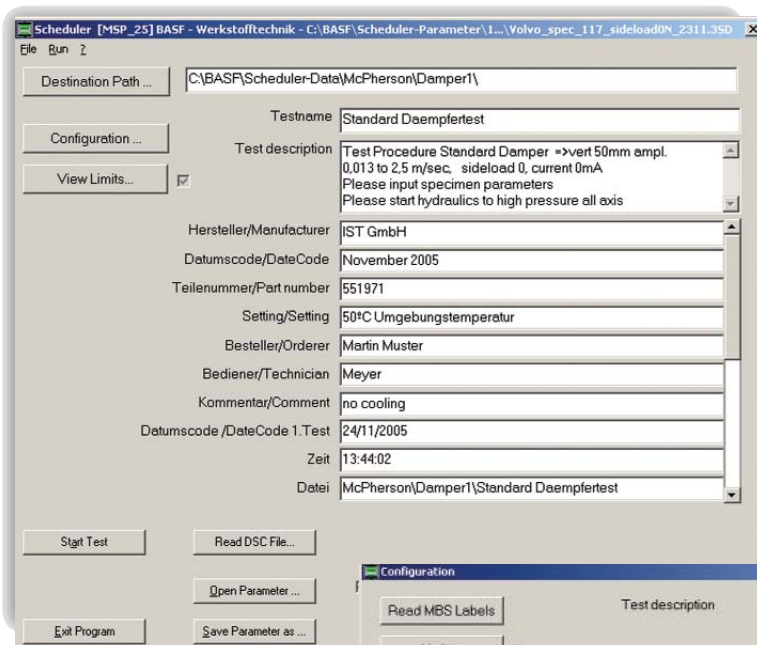 Scheduler [MSP_25] BASF - Werkstofftechnik - C:\BASF\Scheduler-Parameter\1...\Volvo_spec_117_sideload0N_2311.3SD
File Run ?
Destination Path ... C:\BASF\Scheduler-Data\McPherson\Damper1\
Testname Standard Daempfertest
Configuration ...
Test description Test Procedure Standard Damper =>vert 50mm ampl.
0,013 to 2,5 m/sec, sideload 0, current 0mA
View Limits...
Please input specimen parameters
Please start hydraulics to high pressure all axis
Hersteller/Manufacturer IST GmbH
Datumscode/DateCode November 2005
Teilenummer/Part number 551971
Setting/Setting 50ºC Umgebungstemperatur
Besteller/Orderer Martin Muster
Bediener/Technician Meyer
Kommentar/Comment no cooling
Datumscode /DateCode 1.Test 24/11/2005
Zeit 13:44:02
Datei McPherson\Damper1\Standard Daempfertest
Start Test Read DSC File...
Open Parameter ...
Exit Program Save Parameter as ...
Configuration
Read MBS Labels Test description